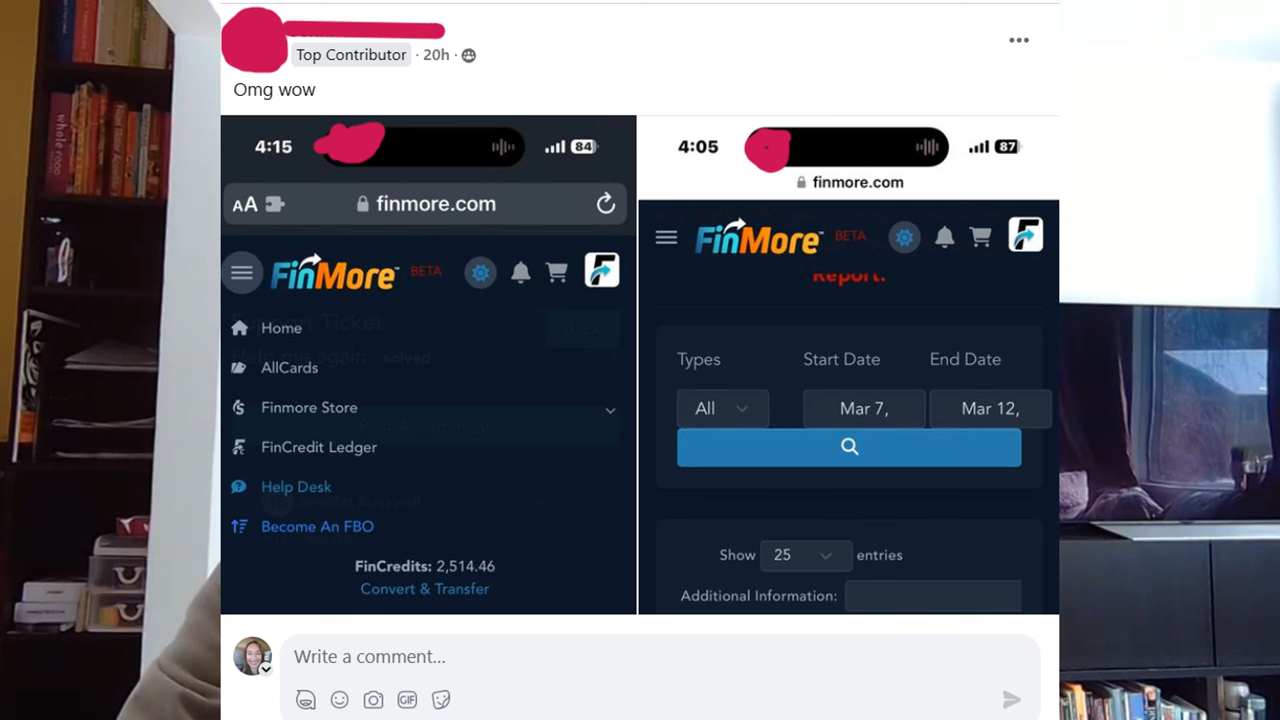 Top Contributor · 20h ·
Omg wow
4:15
84
AA
finmore.com
FinMore™ BETA
Home
AllCards
Finmore Store
FinCredit Ledger
Help Desk
Become An FBO
FinCredits: 2,514.46
Convert & Transfer
4:05
87
finmore.com
FinMore™ BETA
Report.
Types
Start Date
End Date
All
Mar 7,
Mar 12,
Show 25 entries
Additional Information:
Write a comment...
GIF